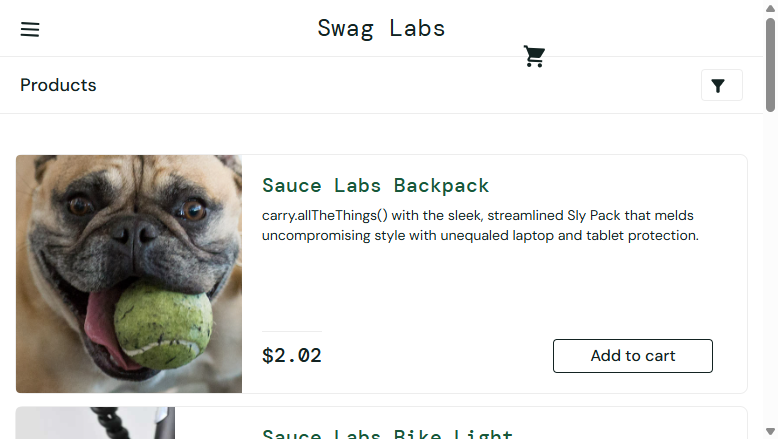 Swag Labs
Products
Sauce Labs Backpack
carry.allTheThings() with the sleek, streamlined Sly Pack that melds
uncompromising style with unequaled laptop and tablet protection.
$2.02
Add to cart
Sauce Labs Bike Light